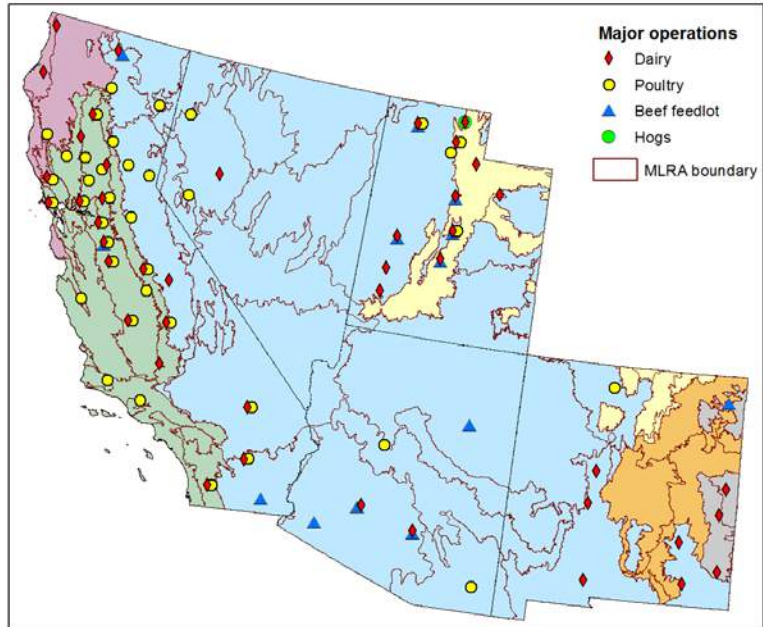 Major operations
Dairy
Poultry
Beef feedlot
Hogs
MLRA boundary